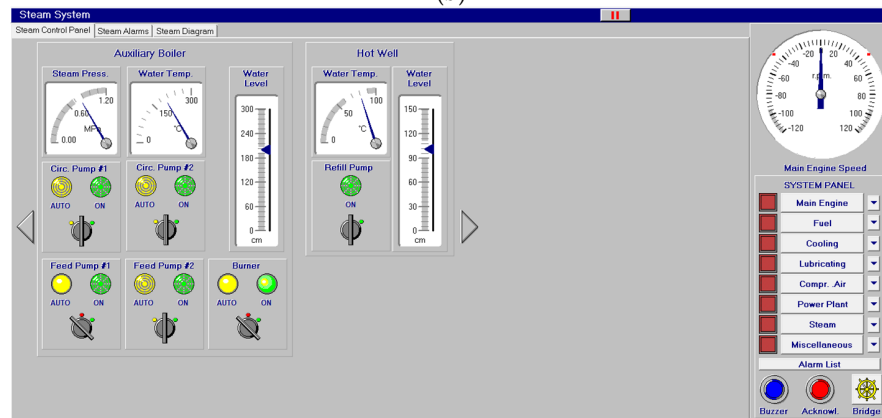 Steam System
Steam Control Panel Steam Alarms Steam Diagram
Auxiliary Boiler
Hot Well
Steam Press. Water Temp. Water Level
Water Temp. Water Level
0.00 0.60 1.20 MPa
0 150 300 °C
300
240
180
120
60
0
cm
0 50 100 °C
150
120
90
60
30
0
cm
Circ. Pump #1 Circ. Pump #2
AUTO ON AUTO ON
Refill Pump
ON
Feed Pump #1 Feed Pump #2 Burner
AUTO ON AUTO ON AUTO ON
-120 -100 -80 -60 -40 -20 20 40 60 80 100 120
r.p.m.
Main Engine Speed
SYSTEM PANEL
Main Engine
Fuel
Cooling
Lubricating
Compr. .Air
Power Plant
Steam
Miscellaneous
Alarm List
Buzzer Acknowl. Bridge